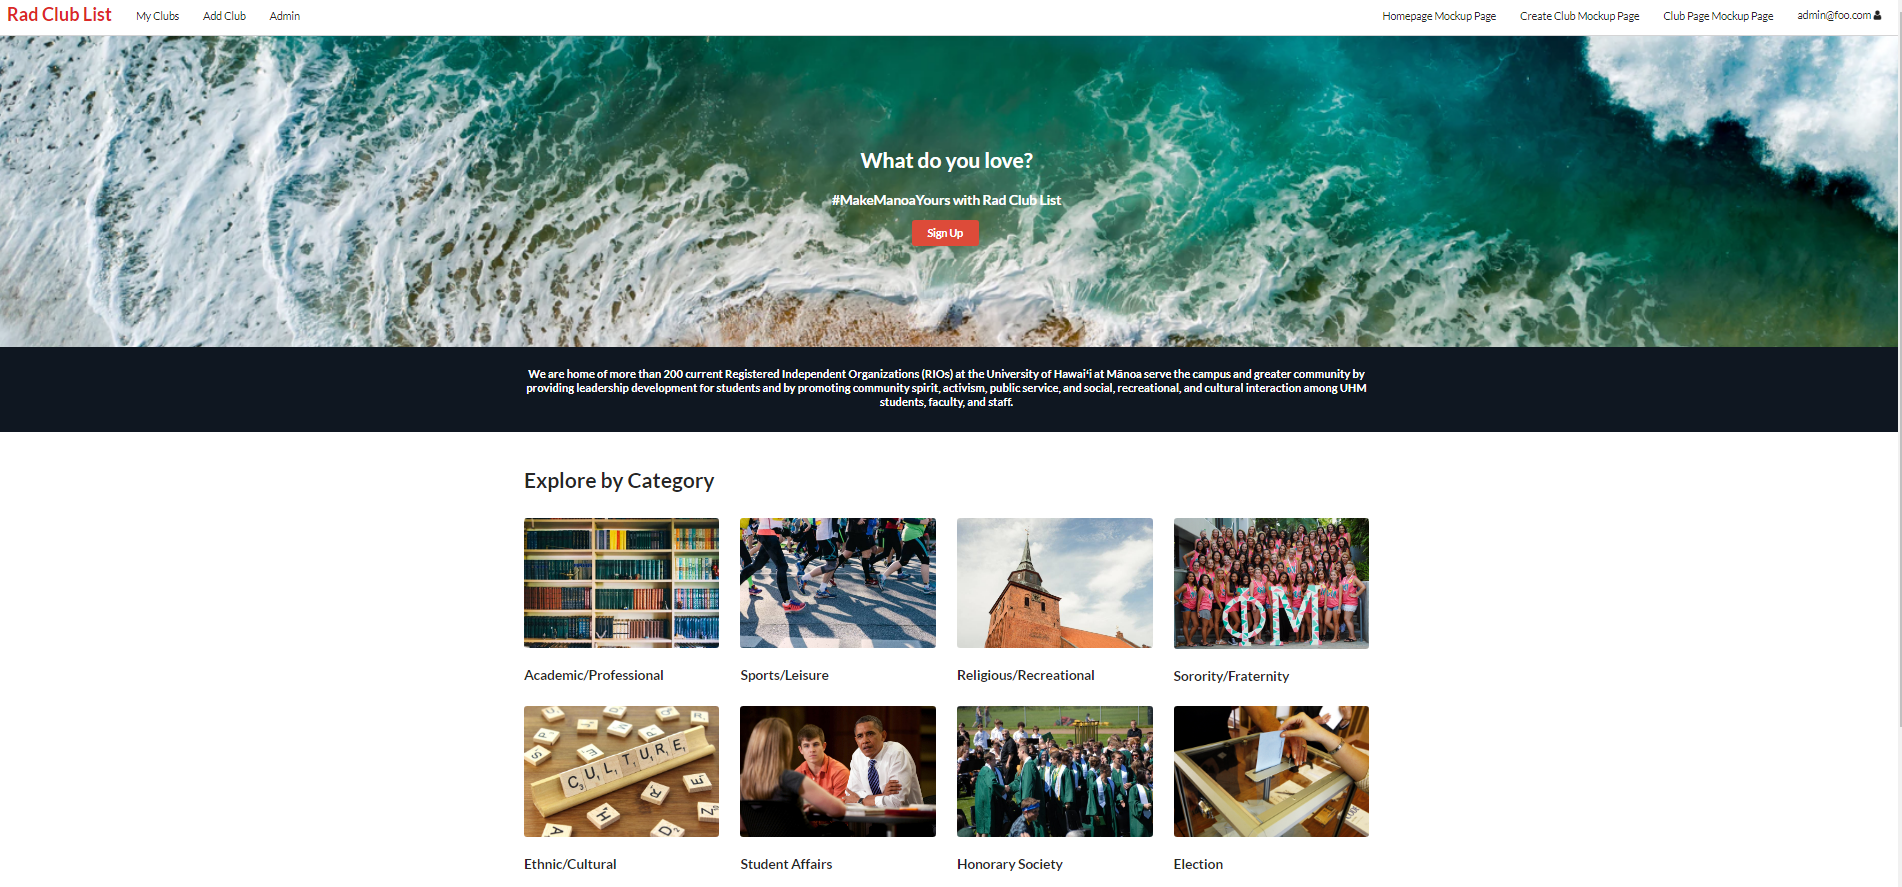 Rad Club List My Clubs Add Club Admin Homepage Mockup Page Create Club Mockup Page Club Page Mockup Page admin@foo.com
What do you love?
#MakeManoaYours with Rad Club List
Sign Up
We are home of more than 200 current Registered Independent Organizations (RIOs) at the University of Hawaiʻi at Mānoa serve the campus and greater community by
providing leadership development for students and by promoting community spirit, activism, public service, and social, recreational, and cultural interaction among UHM
students, faculty, and staff.
Explore by Category
ΦM
Academic/Professional
Sports/Leisure
Religious/Recreational
Sorority/Fraternity
CULTURE
Ethnic/Cultural
Student Affairs
Honorary Society
Election